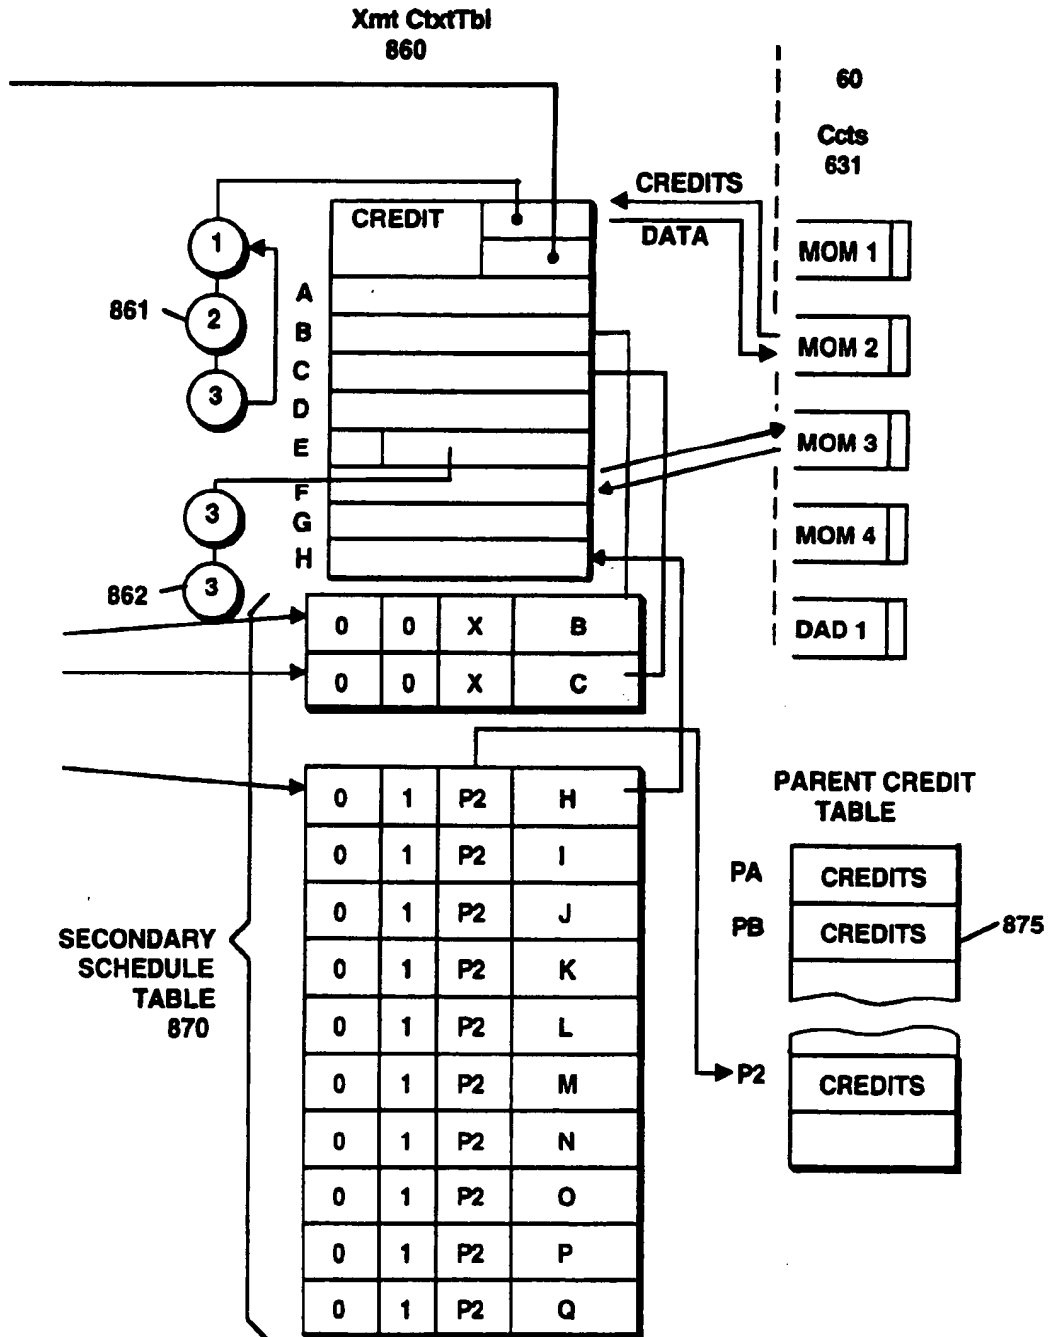 Xmt CtxtTbl
860
60
Ccts
631
CREDITS
DATA
CREDIT
1
861
2
3
A
B
C
D
E
F
G
H
3
862
3
MOM 1
MOM 2
MOM 3
MOM 4
DAD 1
0 0 X B
0 0 X C
0 1 P2 H
0 1 P2 I
0 1 P2 J
0 1 P2 K
0 1 P2 L
0 1 P2 M
0 1 P2 N
0 1 P2 O
0 1 P2 P
0 1 P2 Q
SECONDARY
SCHEDULE
TABLE
870
PARENT CREDIT
TABLE
PA CREDITS
PB CREDITS
875
P2 CREDITS